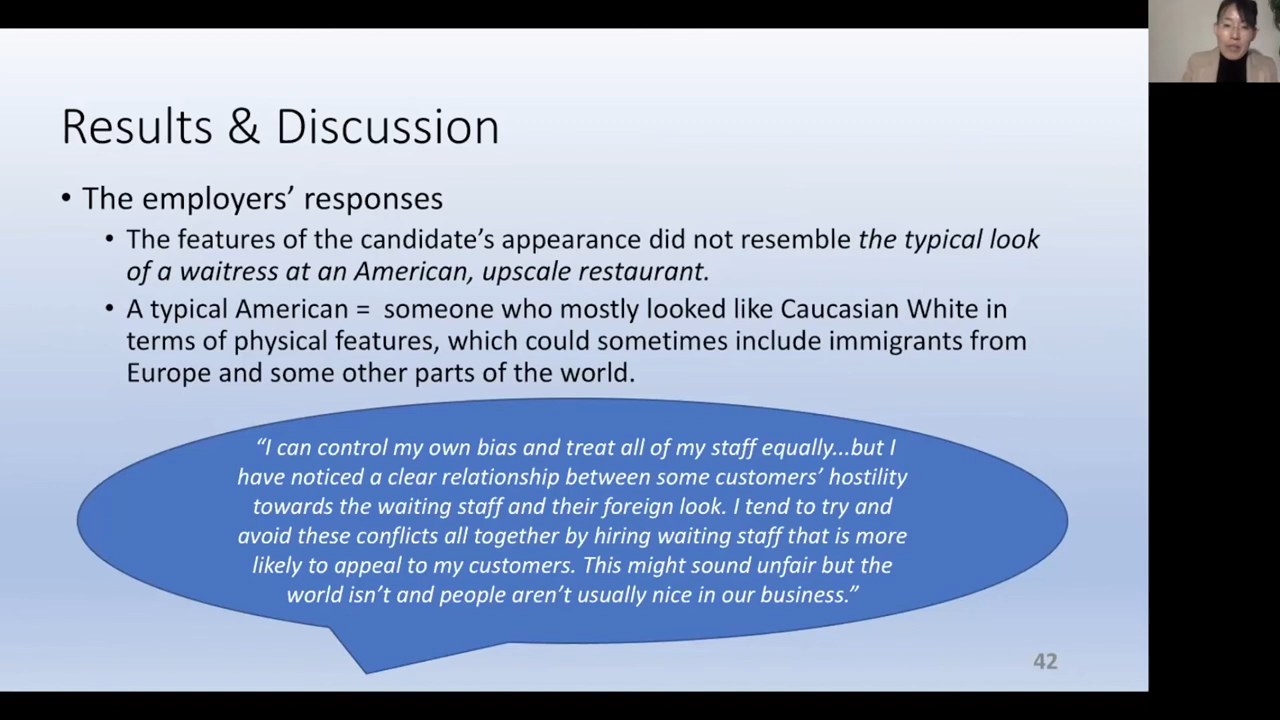 Results & Discussion
• The employers’ responses
• The features of the candidate’s appearance did not resemble the typical look
of a waitress at an American, upscale restaurant.
• A typical American =  someone who mostly looked like Caucasian White in
terms of physical features, which could sometimes include immigrants from
Europe and some other parts of the world.
“I can control my own bias and treat all of my staff equally...but I
have noticed a clear relationship between some customers’ hostility
towards the waiting staff and their foreign look. I tend to try and
avoid these conflicts all together by hiring waiting staff that is more
likely to appeal to my customers. This might sound unfair but the
world isn’t and people aren’t usually nice in our business.”
42